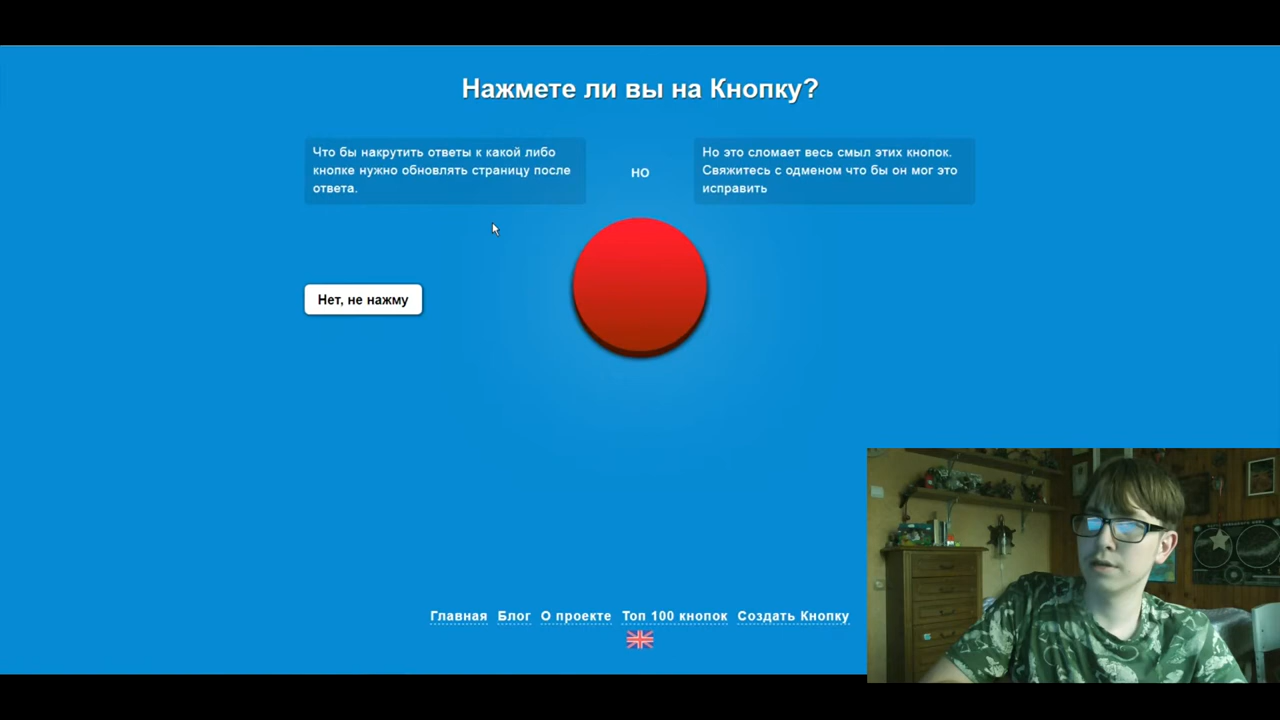 Нажмете ли вы на Кнопку?
Что бы накрутить ответы к какой либо
кнопке нужно обновлять страницу после
ответа.
НО
Но это сломает весь смыл этих кнопок.
Свяжитесь с одменом что бы он мог это
исправить
Нет, не нажму
Главная Блог О проекте Топ 100 кнопок Создать Кнопку